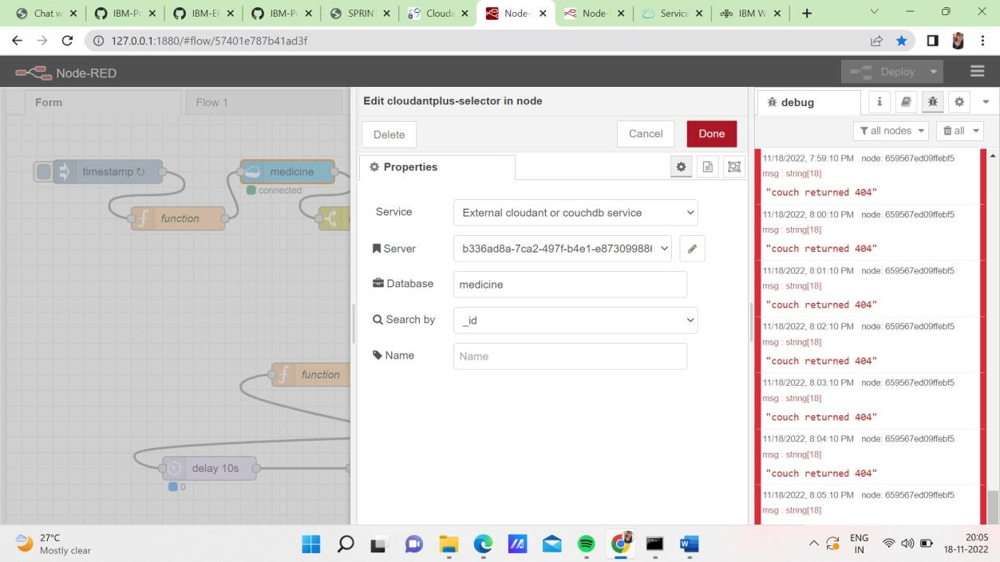 Chat w
IBM-Pr
IBM-EF
IBM-Pr
SPRIN
Clouda
Node-
Node-
Service
IBM W
127.0.0.1:1880/#flow/57401e787b41ad3f
Node-RED
Deploy
Form
Flow 1
timestamp ↻
medicine
connected
function
function
delay 10s
0
Edit cloudantplus-selector in node
Delete
Cancel
Done
Properties
Service
External cloudant or couchdb service
Server
b336ad8a-7ca2-497f-b4e1-e87309988
Database
medicine
Search by
_id
Name
Name
debug
all nodes
all
11/18/2022, 7:59:10 PM node: 659567ed09ffebf5
msg : string[18]
"couch returned 404"
11/18/2022, 8:00:10 PM node: 659567ed09ffebf5
msg : string[18]
"couch returned 404"
11/18/2022, 8:01:10 PM node: 659567ed09ffebf5
msg : string[18]
"couch returned 404"
11/18/2022, 8:02:10 PM node: 659567ed09ffebf5
msg : string[18]
"couch returned 404"
11/18/2022, 8:03:10 PM node: 659567ed09ffebf5
msg : string[18]
"couch returned 404"
11/18/2022, 8:04:10 PM node: 659567ed09ffebf5
msg : string[18]
"couch returned 404"
11/18/2022, 8:05:10 PM node: 659567ed09ffebf5
msg : string[18]
27°C
Mostly clear
ENG
IN
20:05
18-11-2022